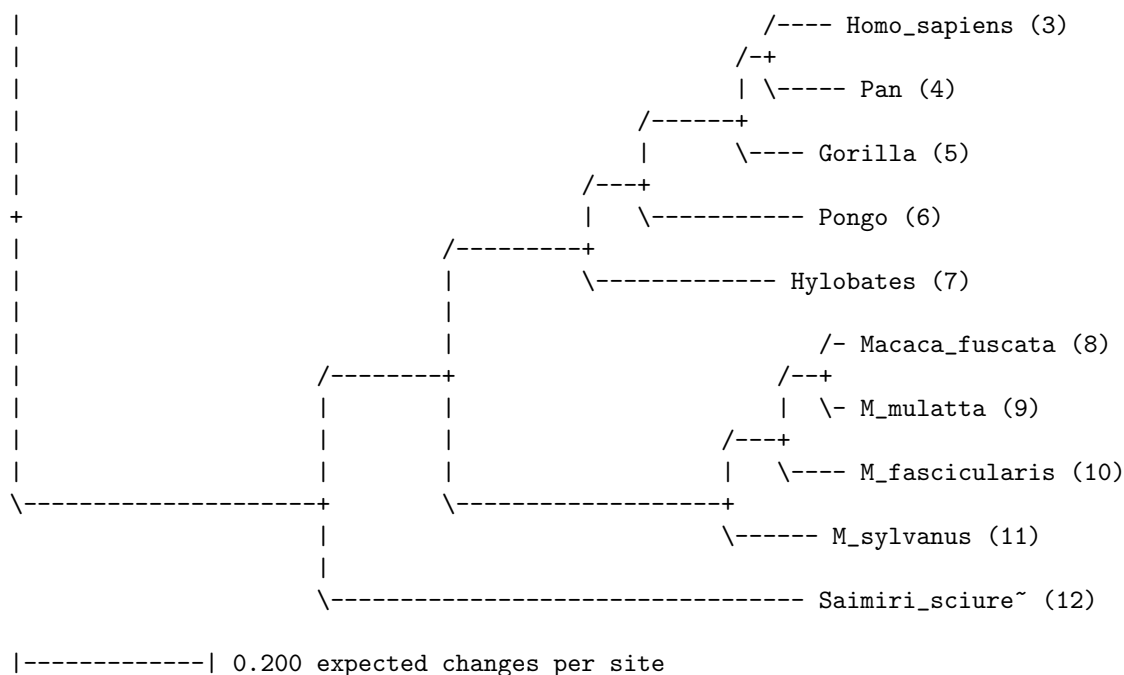 Homo_sapiens (3)
Pan (4)
Gorilla (5)
Pongo (6)
Hylobates (7)
Macaca_fuscata (8)
M_mulatta (9)
M_fascicularis (10)
M_sylvanus (11)
Saimiri_sciure~ (12)
|-------------| 0.200 expected changes per site